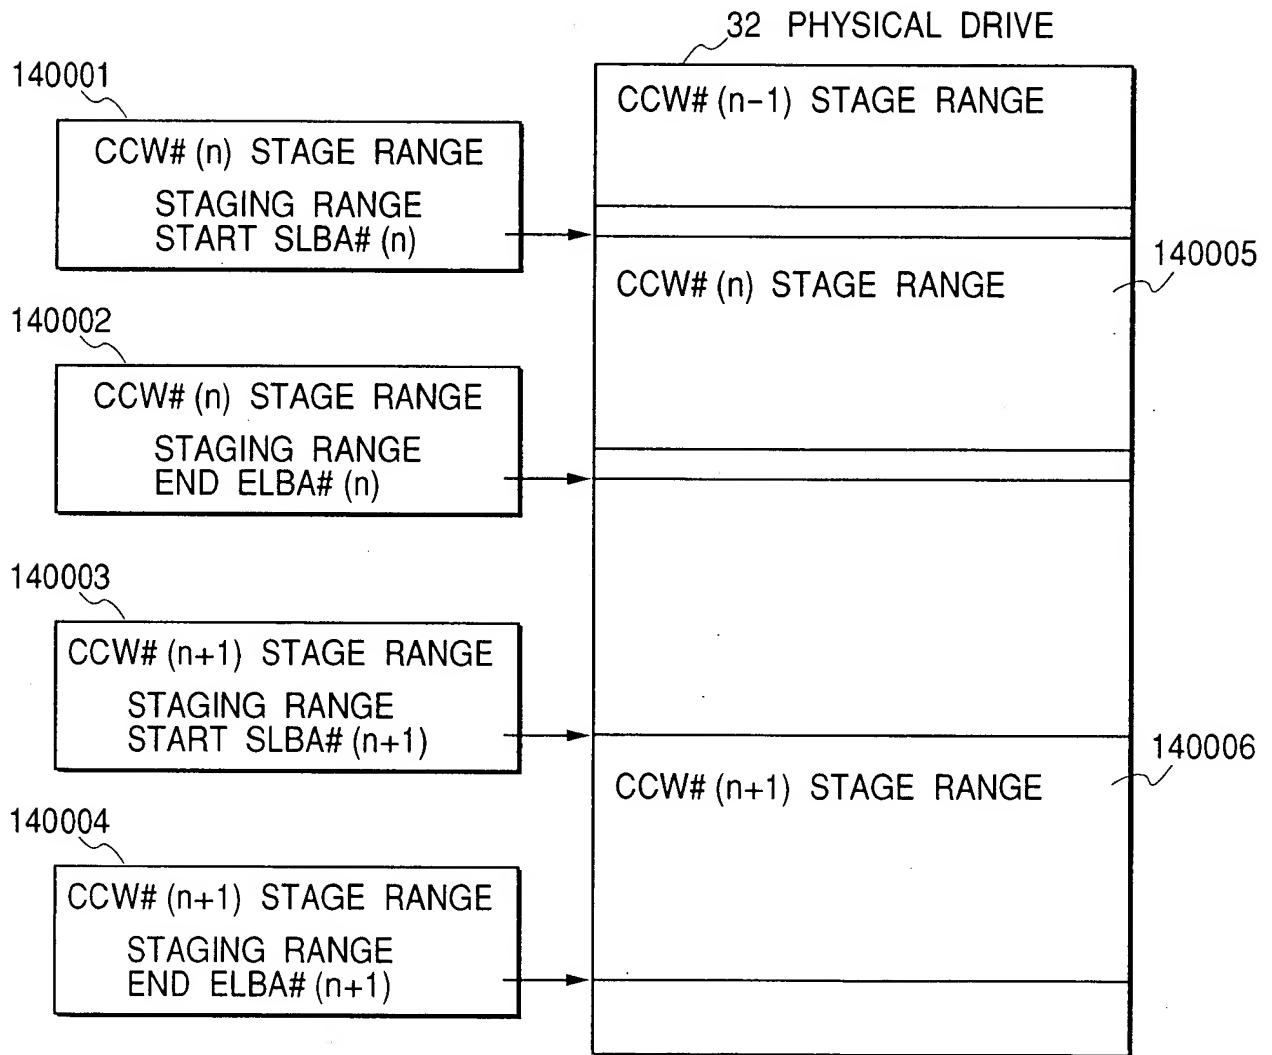 32 PHYSICAL DRIVE
140001
CCW# (n) STAGE RANGE
STAGING RANGE
START SLBA# (n)
140002
CCW# (n) STAGE RANGE
STAGING RANGE
END ELBA# (n)
140003
CCW# (n+1) STAGE RANGE
STAGING RANGE
START SLBA# (n+1)
140004
CCW# (n+1) STAGE RANGE
STAGING RANGE
END ELBA# (n+1)
CCW# (n-1) STAGE RANGE
CCW# (n) STAGE RANGE
140005
CCW# (n+1) STAGE RANGE
140006